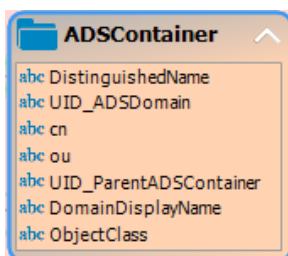 ADSContainer
abc DistinguishedName
abc UID_ADSDomain
abc cn
abc ou
abc UID_ParentADSContainer
abc DomainDisplayName
abc ObjectClass